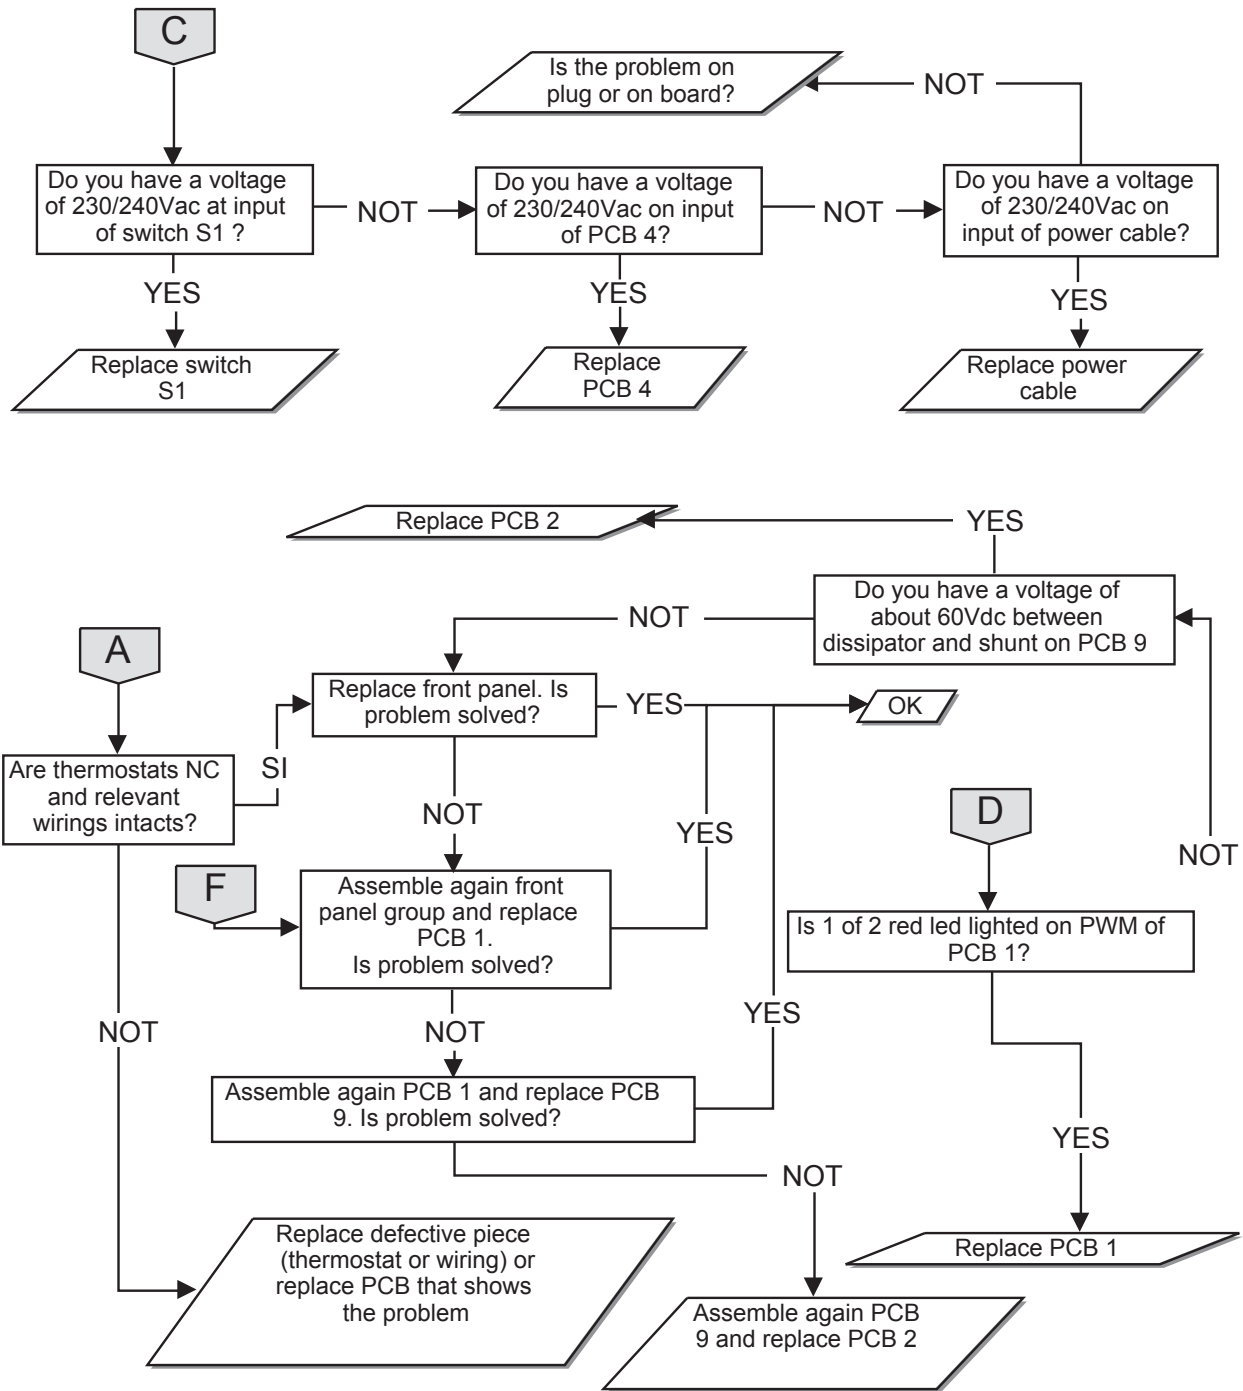 C
Is the problem on
plug or on board?
NOT
Do you have a voltage
of 230/240Vac at input
of switch S1 ?
NOT
Do you have a voltage
of 230/240Vac on input
of PCB 4?
NOT
Do you have a voltage
of 230/240Vac on
input of power cable?
YES
YES
YES
Replace switch
S1
Replace
PCB 4
Replace power
cable
Replace PCB 2
YES
Do you have a voltage of
about 60Vdc between
dissipator and shunt on PCB 9
NOT
A
Replace front panel. Is
problem solved?
YES
OK
Are thermostats NC
and relevant
wirings intacts?
SI
NOT
YES
D
NOT
F
Assemble again front
panel group and replace
PCB 1.
Is problem solved?
Is 1 of 2 red led lighted on PWM of
PCB 1?
NOT
NOT
YES
Assemble again PCB 1 and replace PCB
9. Is problem solved?
YES
NOT
Replace defective piece
(thermostat or wiring) or
replace PCB that shows
the problem
Replace PCB 1
Assemble again PCB
9 and replace PCB 2